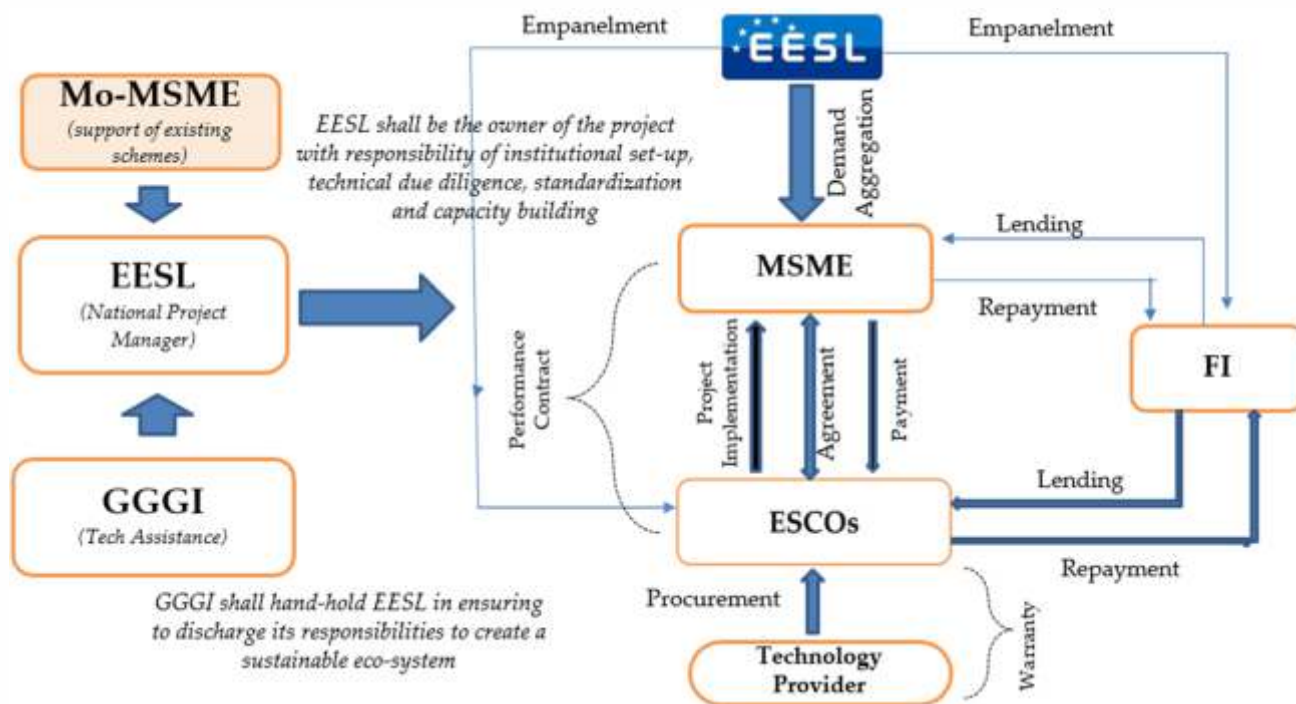 Empanelment
EESL
Empanelment
Mo-MSME
(support of existing
schemes)
EESL shall be the owner of the project
with responsibility of institutional set-up,
technical due diligence, standardization
and capacity building
Demand
Aggregation
EESL
(National Project
Manager)
MSME
Lending
Repayment
FI
Performance
Contract
Project
Implementation
Agreement
Payment
GGGI
(Tech Assistance)
ESCOs
Lending
Repayment
GGGI shall hand-hold EESL in ensuring
to discharge its responsibilities to create a
sustainable eco-system
Procurement
Technology
Provider
Warranty